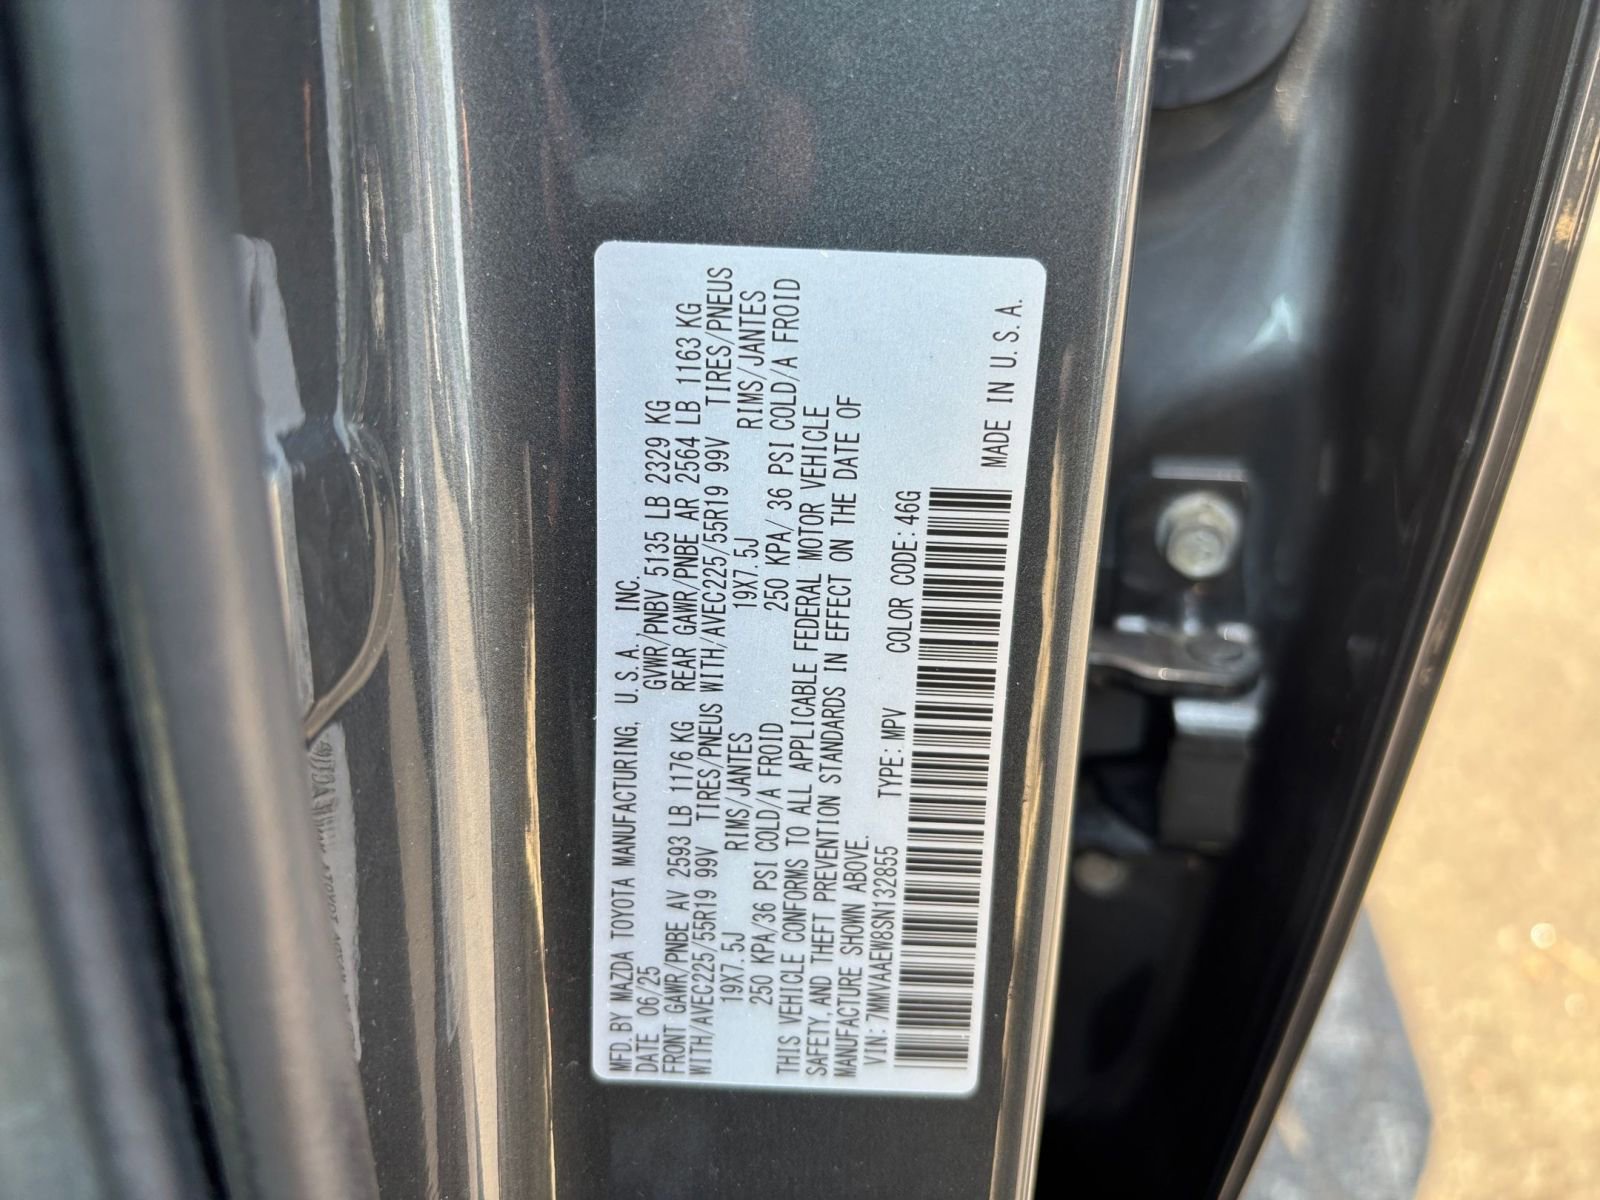 MFD. BY MAZDA TOYOTA MANUFACTURING, U. S. A., INC.
DATE 06/25 GVWR/PNBV 5135 LB 2329 KG
FRONT GAWR/PNBE AV 2593 LB 1176 KG REAR GAWR/PNBE AR 2564 LB 1163 KG
WITH/AVEC225/55R19 99V TIRES/PNEUS WITH/AVEC225/55R19 99V TIRES/PNEUS
19X7.5J RIMS/JANTES 19X7.5J RIMS/JANTES
250 KPA/36 PSI COLD/A FROID 250 KPA/ 36 PSI COLD/A FROID
THIS VEHICLE CONFORMS TO ALL APPLICABLE FEDERAL MOTOR VEHICLE
SAFETY, AND THEFT PREVENTION STANDARDS IN EFFECT ON THE DATE OF
MANUFACTURE SHOWN ABOVE.
VIN: 7MMVAAEW8SN132855 TYPE: MPV COLOR CODE: 46G
MADE IN U. S. A.